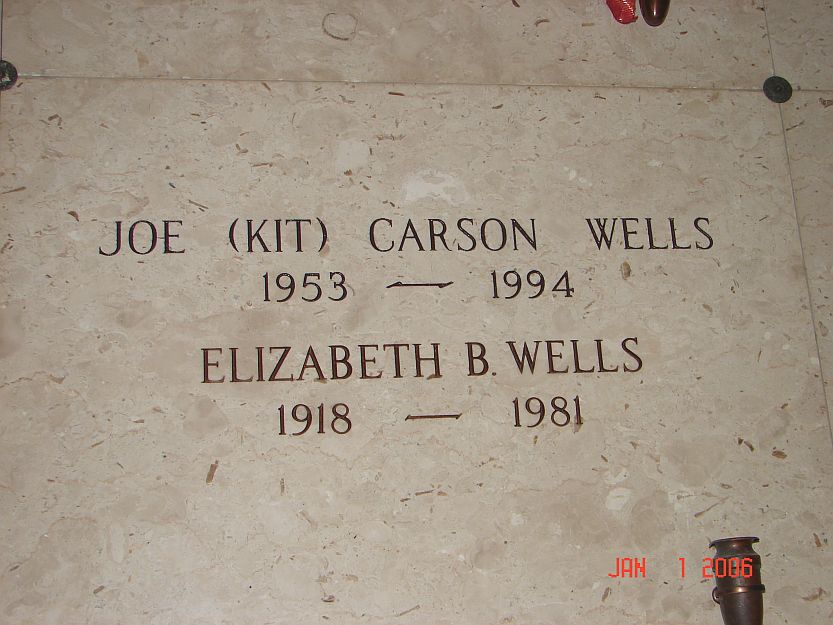 JOE (KIT) CARSON WELLS
1953 — 1994
ELIZABETH B. WELLS
1918 — 1981
JAN 1 2006